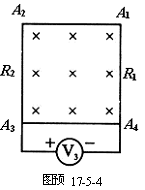 A₂ A₁
× × ×
R₂ × × × R₁
× × ×
A₃ A₄
+ V₃ −
图预 17-5-4